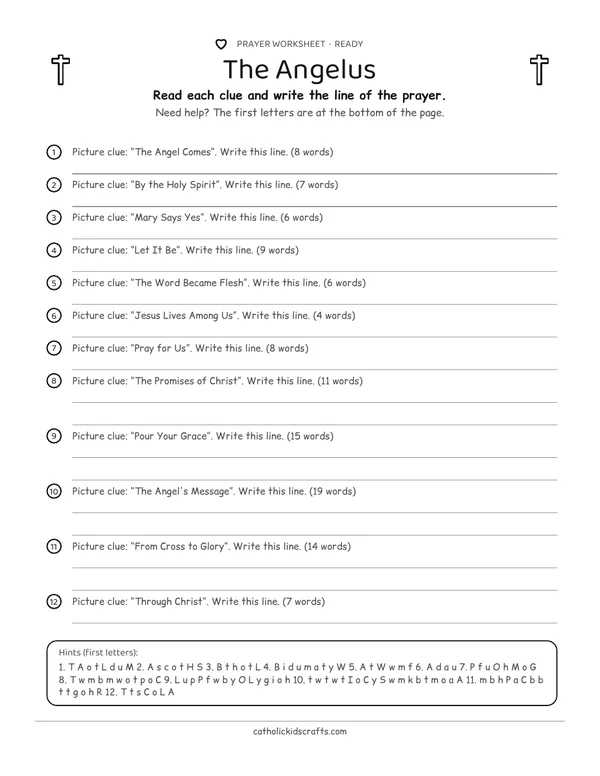 PRAYER WORKSHEET · READY
The Angelus
Read each clue and write the line of the prayer.
Need help? The first letters are at the bottom of the page.
1 Picture clue: "The Angel Comes". Write this line. (8 words)
2 Picture clue: "By the Holy Spirit". Write this line. (7 words)
3 Picture clue: "Mary Says Yes". Write this line. (6 words)
4 Picture clue: "Let It Be". Write this line. (9 words)
5 Picture clue: "The Word Became Flesh". Write this line. (6 words)
6 Picture clue: "Jesus Lives Among Us". Write this line. (4 words)
7 Picture clue: "Pray for Us". Write this line. (8 words)
8 Picture clue: "The Promises of Christ". Write this line. (11 words)
9 Picture clue: "Pour Your Grace". Write this line. (15 words)
10 Picture clue: "The Angel's Message". Write this line. (19 words)
11 Picture clue: "From Cross to Glory". Write this line. (14 words)
12 Picture clue: "Through Christ". Write this line. (7 words)
Hints (first letters):
1. T A o t L d u M 2. A s c o t H S 3. B t h o t L 4. B i d u m a t y W 5. A t W w m f 6. A d a u 7. P f u O h M o G
8. T w m b m w o t p o C 9. L u p P f w b y O L y g i o h 10. t w t w t I o C y S w m k b t m o a A 11. m b h P a C b b
t t g o h R 12. T t s C o L A
catholickidscrafts.com